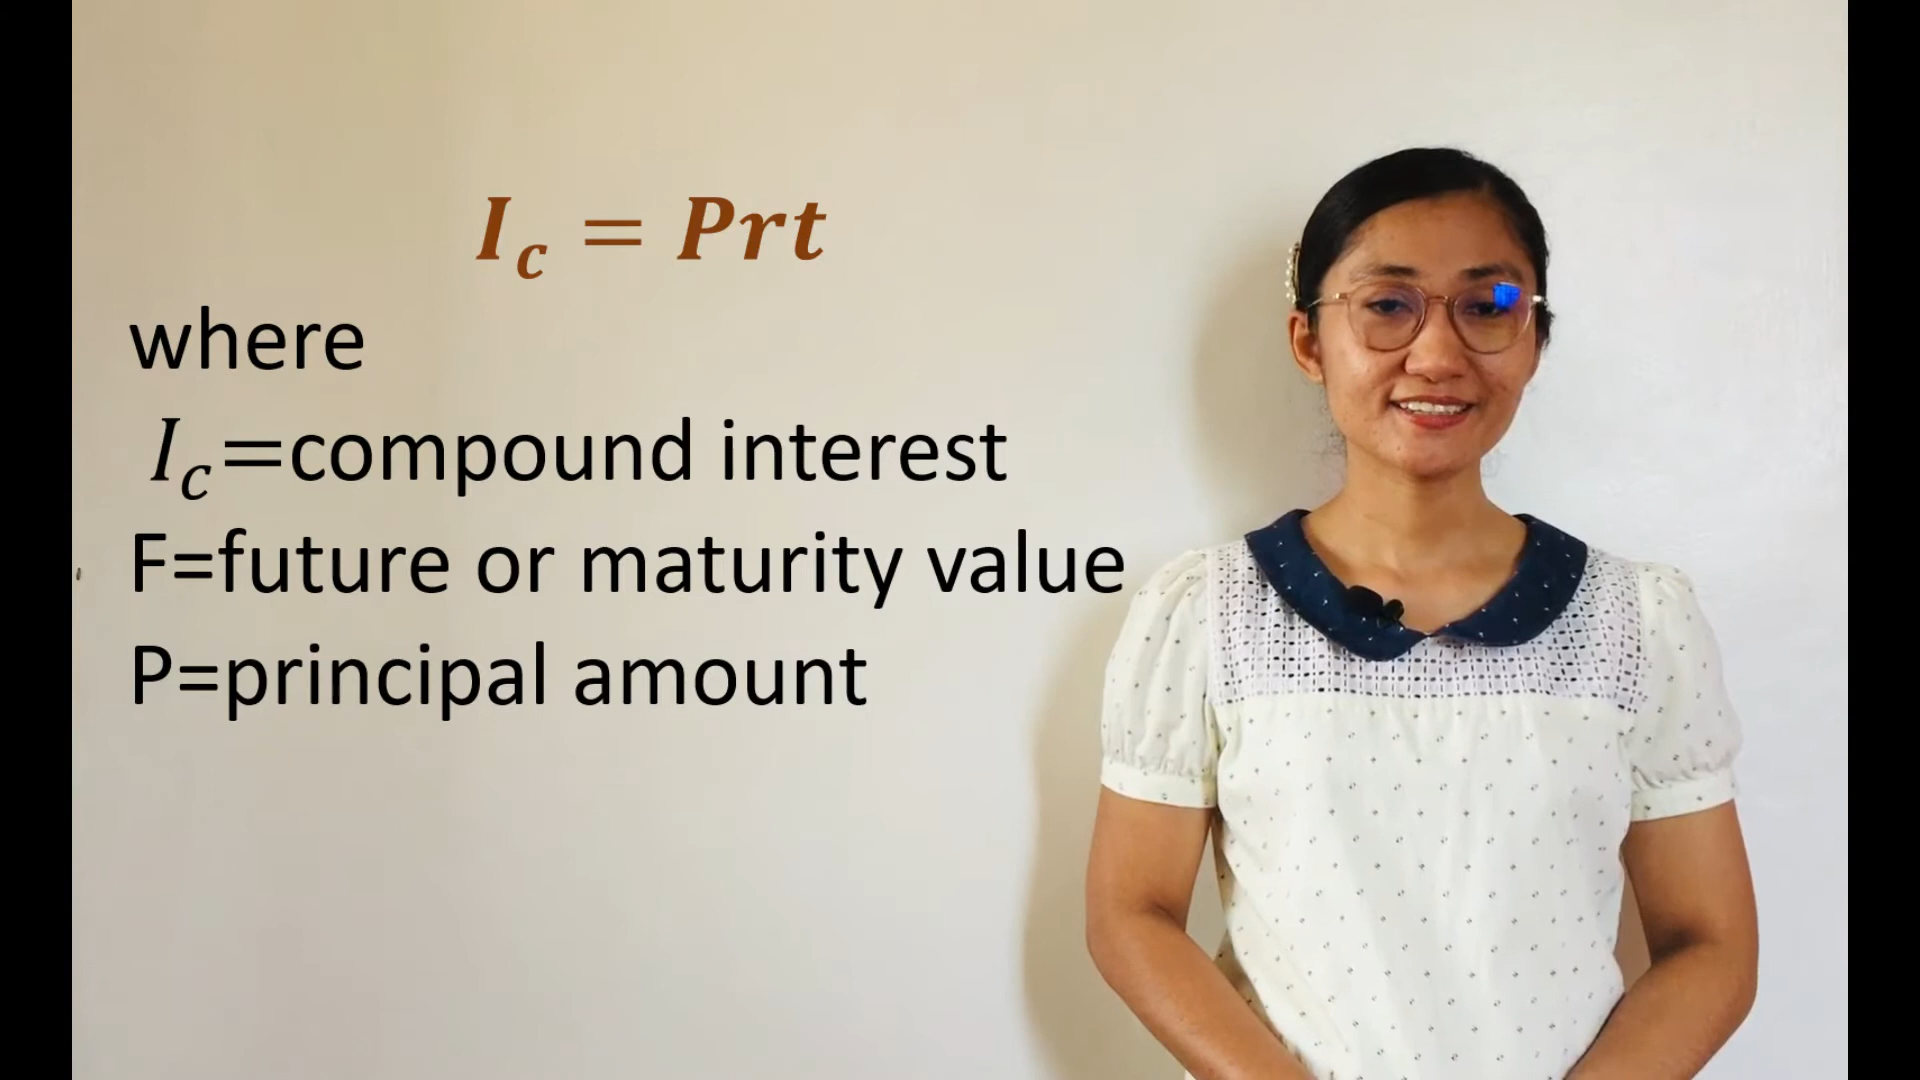 I_c = Prt
where
I_c=compound interest
F=future or maturity value
P=principal amount